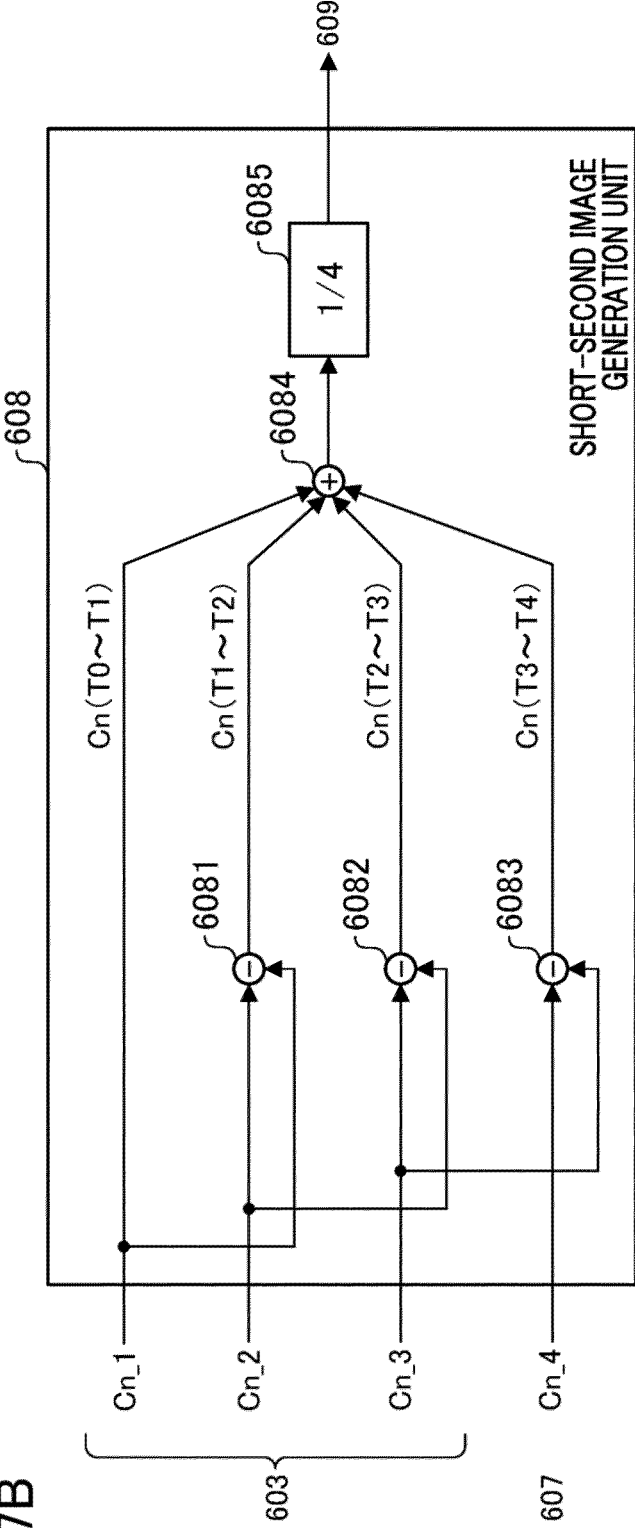 7B
608
Cn_1
Cn_2
Cn_3
Cn_4
603
607
6081
6082
6083
Cn(T0～T1)
Cn(T1～T2)
Cn(T2～T3)
Cn(T3～T4)
+
−
−
−
6084
6085
1/4
609
SHORT-SECOND IMAGE
GENERATION UNIT